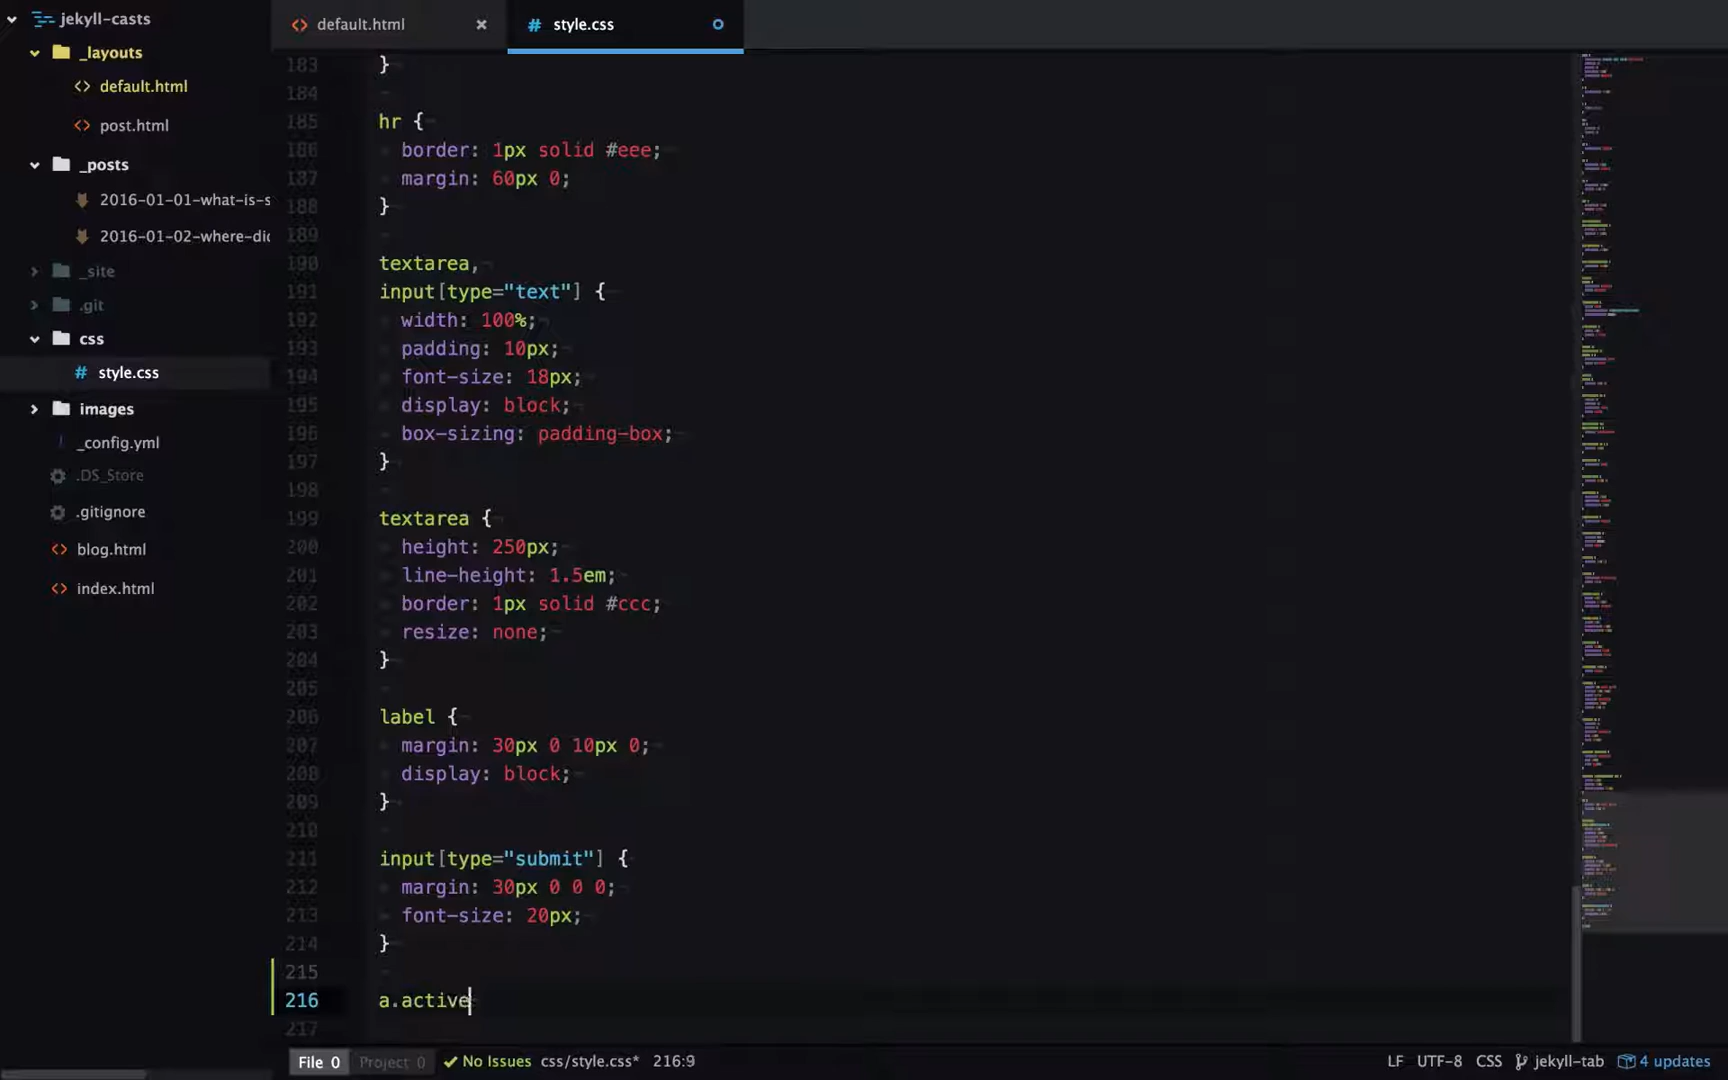 jekyll-casts
_layouts
default.html
post.html
_posts
2016-01-01-what-is-s
2016-01-02-where-did
_site
.git
css
style.css
images
_config.yml
.DS_Store
.gitignore
blog.html
index.html
default.html
style.css
183 }
184
185 hr {
186 border: 1px solid #eee;
187 margin: 60px 0;
188 }
189
190 textarea,
191 input[type="text"] {
192 width: 100%;
193 padding: 10px;
194 font-size: 18px;
195 display: block;
196 box-sizing: padding-box;
197 }
198
199 textarea {
200 height: 250px;
201 line-height: 1.5em;
202 border: 1px solid #ccc;
203 resize: none;
204 }
205
206 label {
207 margin: 30px 0 10px 0;
208 display: block;
209 }
210
211 input[type="submit"] {
212 margin: 30px 0 0 0;
213 font-size: 20px;
214 }
215
216 a.active
217
File 0 Project 0 No Issues css/style.css* 216:9 LF UTF-8 CSS jekyll-tab 4 updates